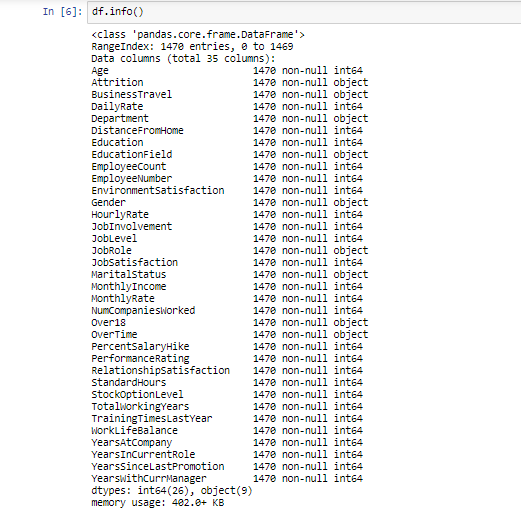 In [6]: df.info()
<class 'pandas.core.frame.DataFrame'>
RangeIndex: 1470 entries, 0 to 1469
Data columns (total 35 columns):
Age                         1470 non-null int64
Attrition                   1470 non-null object
BusinessTravel              1470 non-null object
DailyRate                   1470 non-null int64
Department                  1470 non-null object
DistanceFromHome            1470 non-null int64
Education                   1470 non-null int64
EducationField              1470 non-null object
EmployeeCount               1470 non-null int64
EmployeeNumber              1470 non-null int64
EnvironmentSatisfaction     1470 non-null int64
Gender                      1470 non-null object
HourlyRate                  1470 non-null int64
JobInvolvement              1470 non-null int64
JobLevel                    1470 non-null int64
JobRole                     1470 non-null object
JobSatisfaction             1470 non-null int64
MaritalStatus               1470 non-null object
MonthlyIncome               1470 non-null int64
MonthlyRate                 1470 non-null int64
NumCompaniesWorked          1470 non-null int64
Over18                      1470 non-null object
OverTime                    1470 non-null object
PercentSalaryHike           1470 non-null int64
PerformanceRating           1470 non-null int64
RelationshipSatisfaction    1470 non-null int64
StandardHours               1470 non-null int64
StockOptionLevel            1470 non-null int64
TotalWorkingYears           1470 non-null int64
TrainingTimesLastYear       1470 non-null int64
WorkLifeBalance             1470 non-null int64
YearsAtCompany              1470 non-null int64
YearsInCurrentRole          1470 non-null int64
YearsSinceLastPromotion     1470 non-null int64
YearsWithCurrManager        1470 non-null int64
dtypes: int64(26), object(9)
memory usage: 402.0+ KB